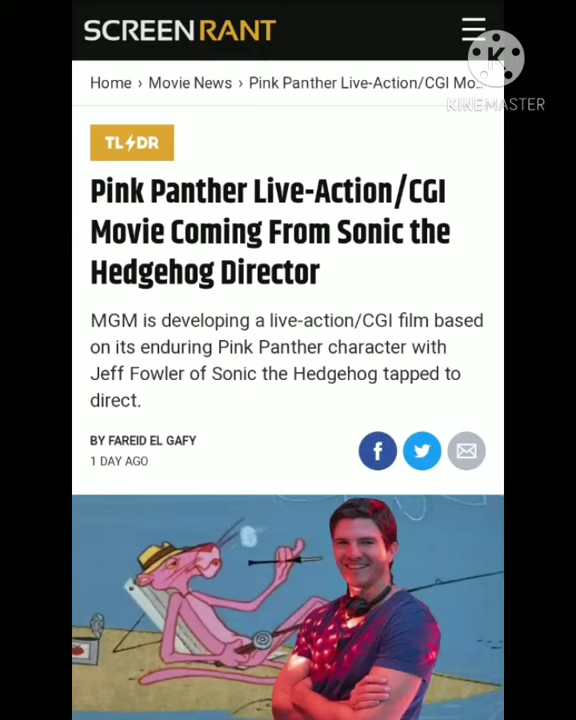 SCREENRANT
KINEMASTER
Home › Movie News › Pink Panther Live-Action/CGI Mo...
TL DR
Pink Panther Live-Action/CGI
Movie Coming From Sonic the
Hedgehog Director
MGM is developing a live-action/CGI film based
on its enduring Pink Panther character with
Jeff Fowler of Sonic the Hedgehog tapped to
direct.
BY FAREID EL GAFY
1 DAY AGO